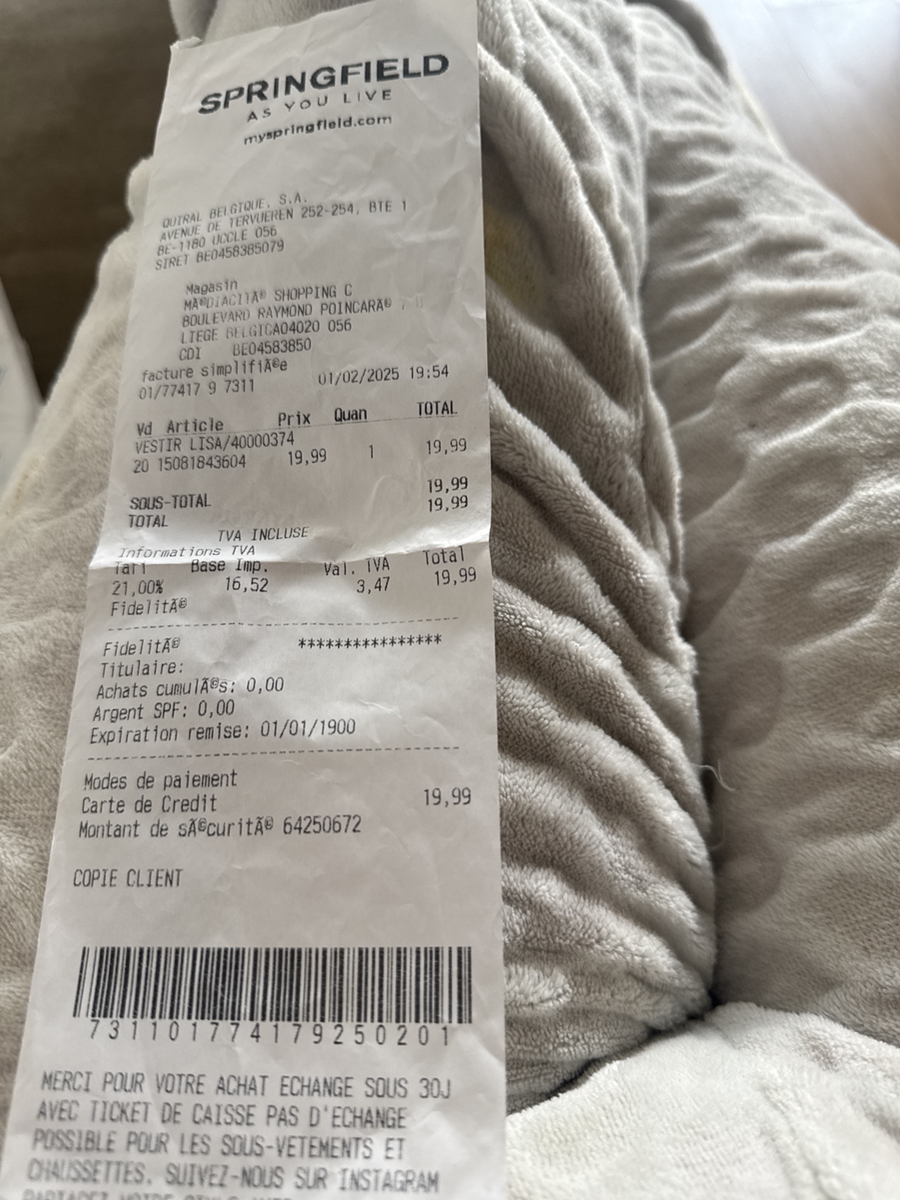 SPRINGFIELD
AS YOU LIVE
myspringfield.com
QUIRAL BELGIQUE, S.A.
AVENUE DE TERVUEREN 252-254, BTE 1
BE-1180 UCCLE 056
SIRET BE0458385079
Magasin
MÃ©DIACITÃ© SHOPPING C
BOULEVARD RAYMOND POINCARÃ©
LIEGE BELGICA04020 056
CDI BE04583850
facture simplifiÃ©e
01/77417 9 7311 01/02/2025 19:54
Vd Article Prix Quan TOTAL
VESTIR LISA/40000374
20 15081843604 19,99 1 19,99
SOUS-TOTAL 19,99
TOTAL 19,99
TVA INCLUSE
Informations TVA
Tari Base Imp. Val. TVA Total
21,00% 16,52 3,47 19,99
FidelitÃ©
FidelitÃ© ****************
Titulaire:
Achats cumulÃ©s: 0,00
Argent SPF: 0,00
Expiration remise: 01/01/1900
Modes de paiement
Carte de Credit 19,99
Montant de sÃ©curitÃ© 64250672
COPIE CLIENT
731101774179250201
MERCI POUR VOTRE ACHAT ECHANGE SOUS 30J
AVEC TICKET DE CAISSE PAS D'ECHANGE
POSSIBLE POUR LES SOUS-VETEMENTS ET
CHAUSSETTES. SUIVEZ-NOUS SUR INSTAGRAM